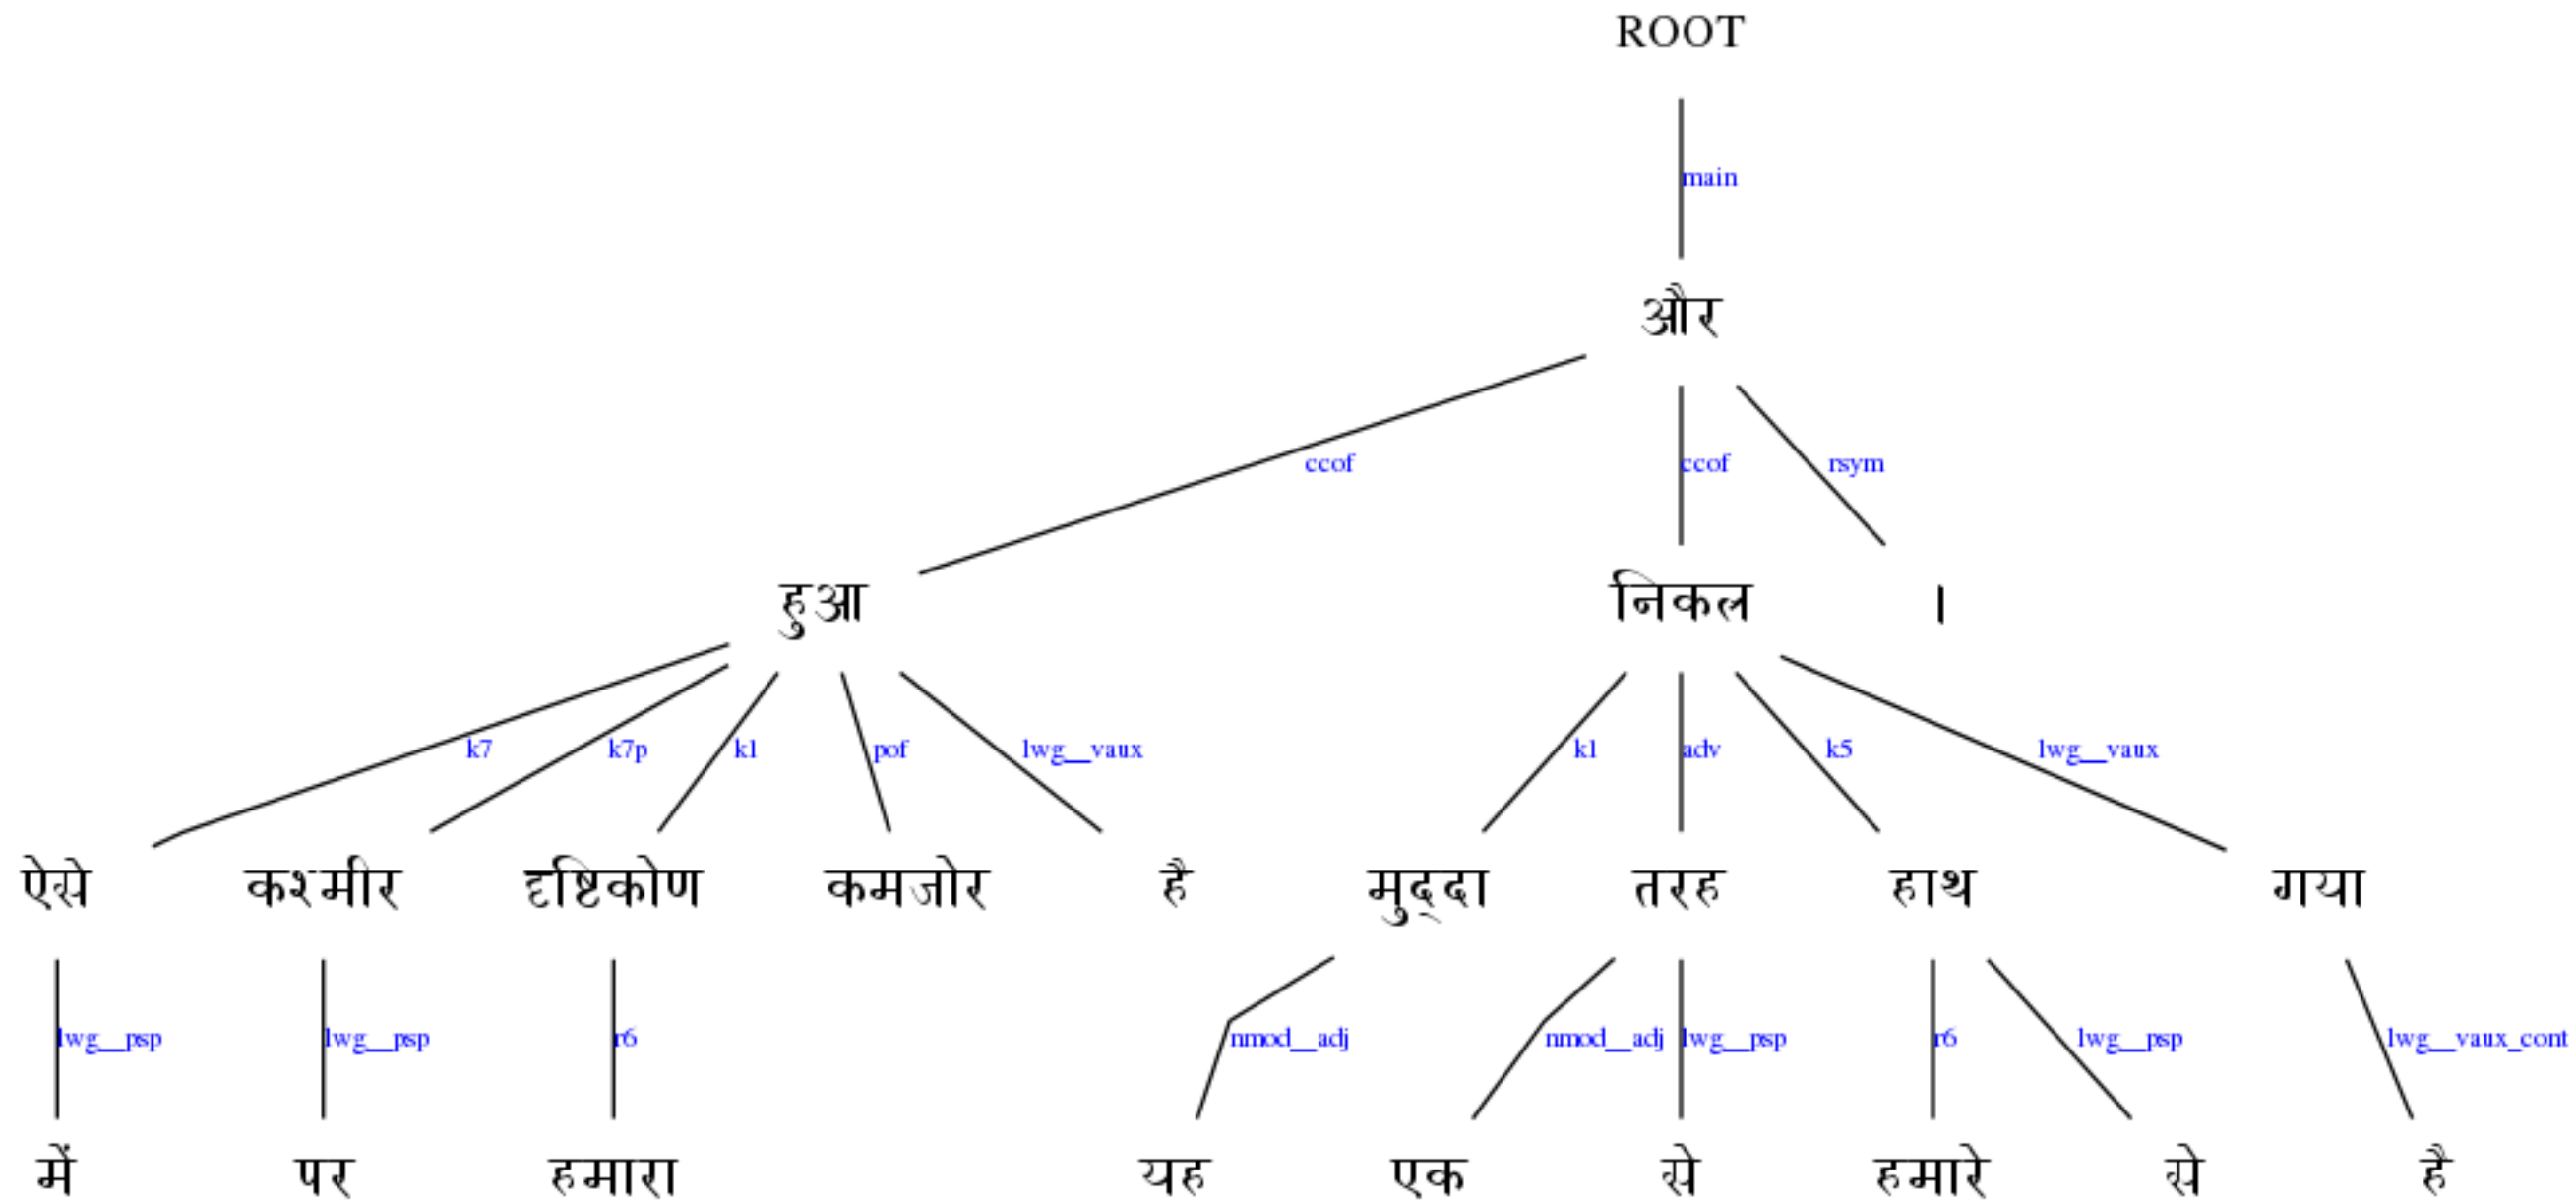 ROOT
main
और
ccof ccof rsym
हुआ निकल ।
k7 k7p k1 pof lwg__vaux k1 adv k5 lwg__vaux
ऐसे कश्मीर दृष्टिकोण कमजोर है मुद्दा तरह हाथ गया
lwg__psp lwg__psp r6 nmod__adj nmod__adj lwg__psp r6 lwg__psp lwg__vaux_cont
में पर हमारा यह एक से हमारे से है